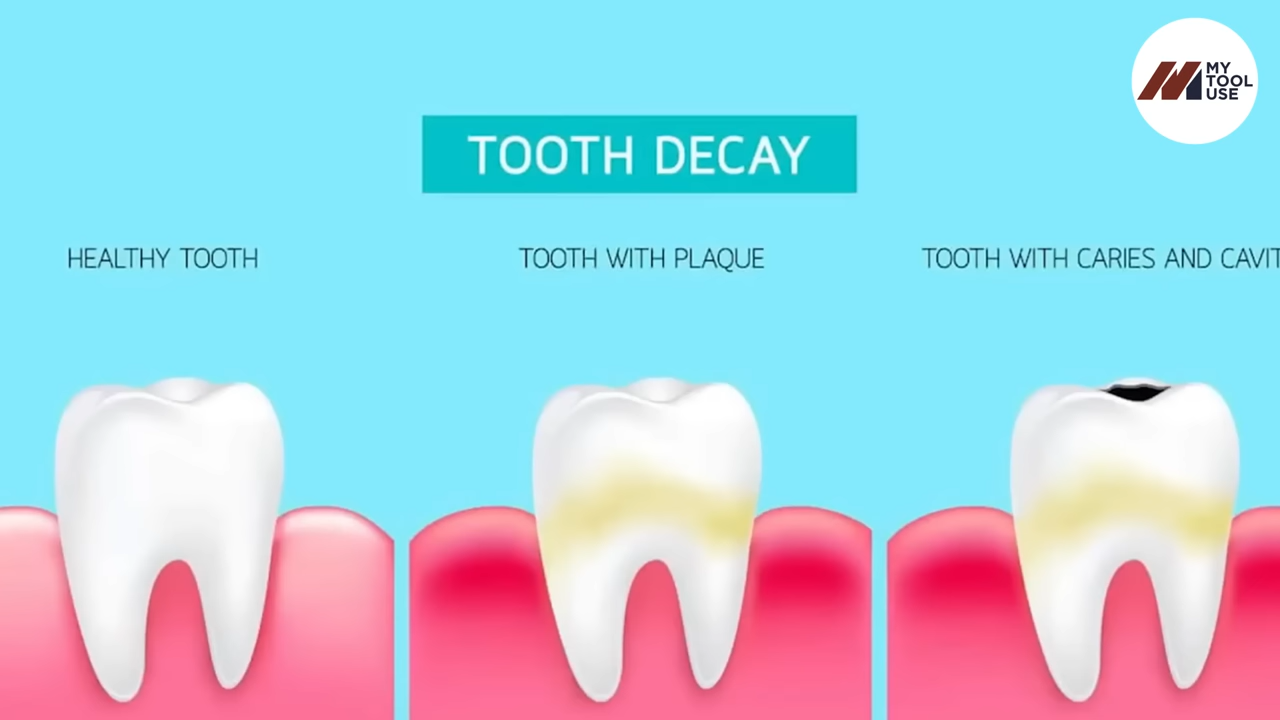 MY
TOOL
USE
TOOTH DECAY
HEALTHY TOOTH
TOOTH WITH PLAQUE
TOOTH WITH CARIES AND CAVIT